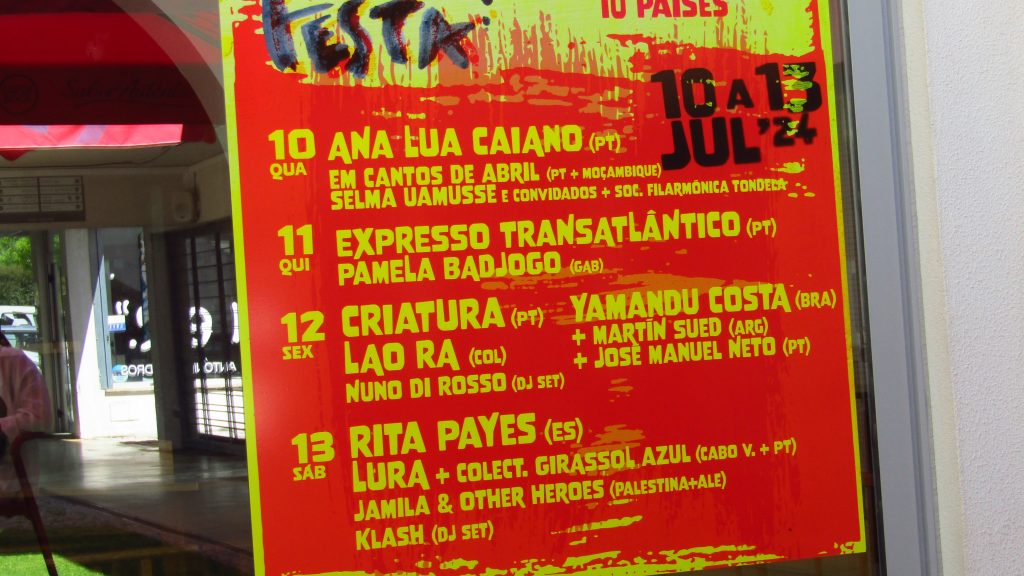 FESTA!
10 PAÍSES
10 A 13
JUL'24
10 QUA
ANA LUA CAIANO (PT)
EM CANTOS DE ABRIL (PT + MOÇAMBIQUE)
SELMA UAMUSSE E CONVIDADOS + SOC. FILARMÓNICA TONDELA
11 QUI
EXPRESSO TRANSATLÂNTICO (PT)
PAMELA BADJOGO (GAB)
12 SEX
CRIATURA (PT)
LAO RA (COL)
NUNO DI ROSSO (DJ SET)
YAMANDU COSTA (BRA)
+ MARTÍN SUED (ARG)
+ JOSÉ MANUEL NETO (PT)
13 SÁB
RITA PAYES (ES)
LURA + COLECT. GIRASSOL AZUL (CABO V. + PT)
JAMILA & OTHER HEROES (PALESTINA+ALE)
KLASH (DJ SET)